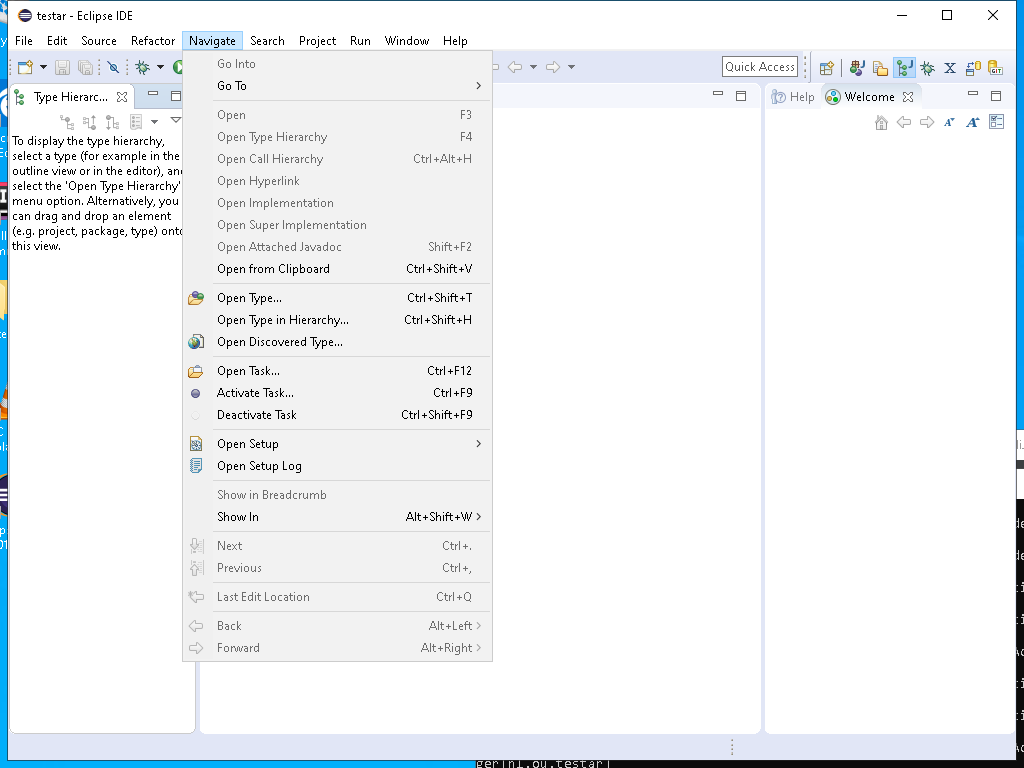 testar - Eclipse IDE
File Edit Source Refactor Navigate Search Project Run Window Help
Quick Access
Type Hierarc...
To display the type hierarchy,
select a type (for example in the
outline view or in the editor), and
select the 'Open Type Hierarchy'
menu option. Alternatively, you
can drag and drop an element
(e.g. project, package, type) onto
this view.
Go Into
Go To
Open F3
Open Type Hierarchy F4
Open Call Hierarchy Ctrl+Alt+H
Open Hyperlink
Open Implementation
Open Super Implementation
Open Attached Javadoc Shift+F2
Open from Clipboard Ctrl+Shift+V
Open Type... Ctrl+Shift+T
Open Type in Hierarchy... Ctrl+Shift+H
Open Discovered Type...
Open Task... Ctrl+F12
Activate Task... Ctrl+F9
Deactivate Task Ctrl+Shift+F9
Open Setup
Open Setup Log
Show in Breadcrumb
Show In Alt+Shift+W
Next Ctrl+.
Previous Ctrl+,
Last Edit Location Ctrl+Q
Back Alt+Left
Forward Alt+Right
Help Welcome